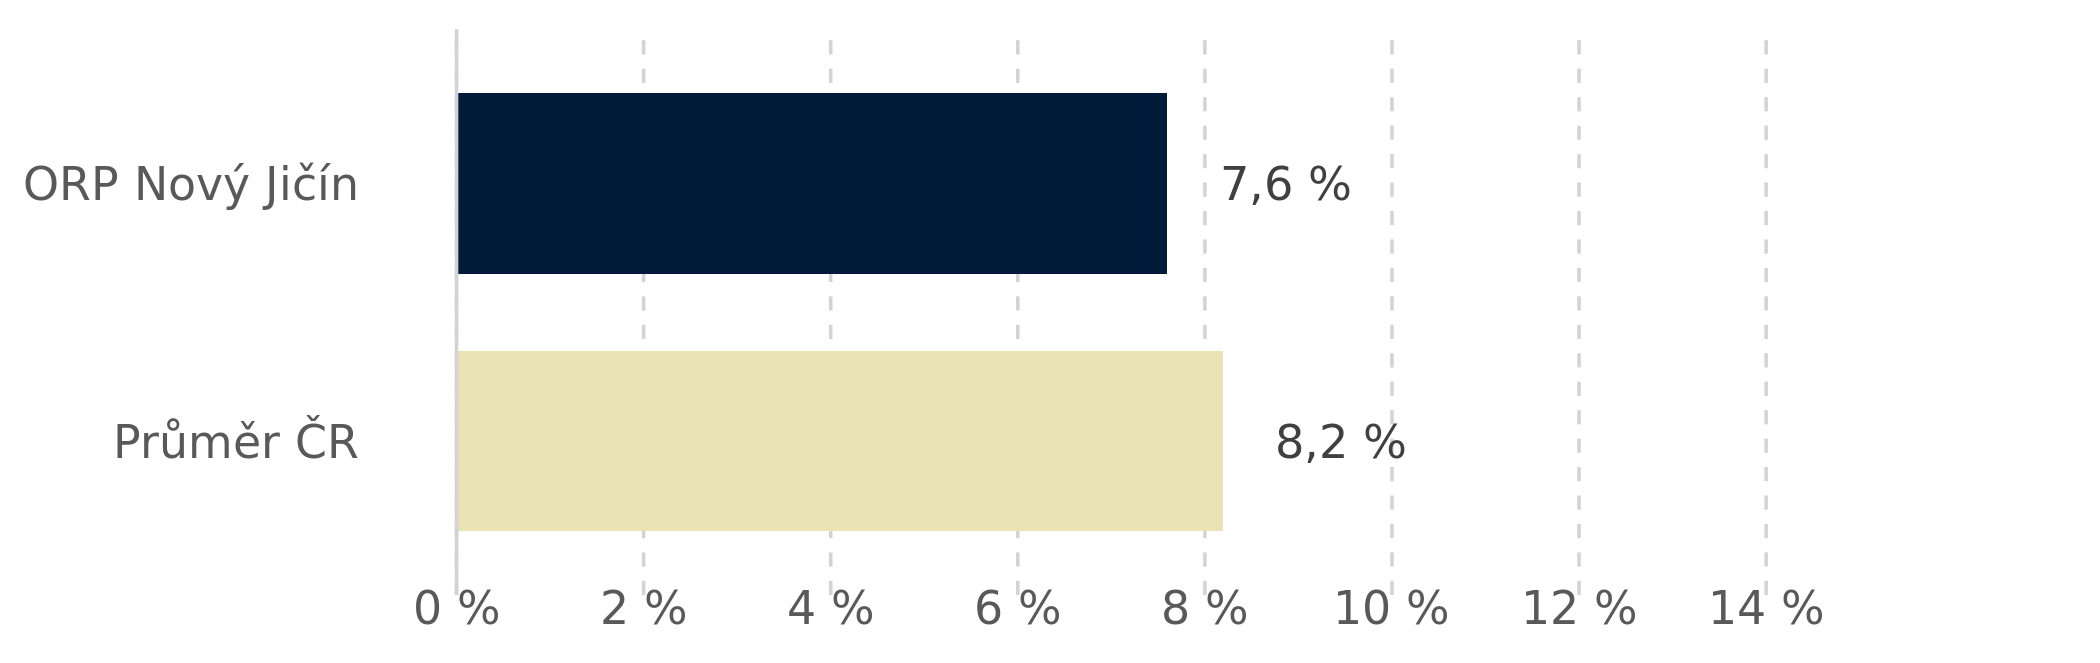 ORP Nový Jičín
7,6 %
Průměr ČR
8,2 %
0 % 2 % 4 % 6 % 8 % 10 % 12 % 14 %